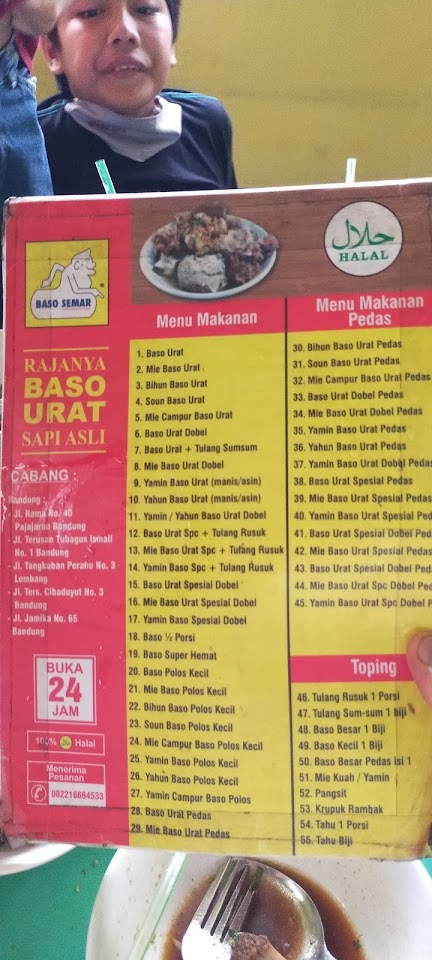 حلال
HALAL
BASO SEMAR
RAJANYA
BASO
URAT
SAPI ASLI
CABANG :
Bandung :
- Jl. Rama No. 40
Pajajarna Bandung
- Jl. Terusan Tubagus Ismail
No. 1 Bandung
- Jl. Tangkuban Perahu No. 3
Lembang
- Jl. Ters. Cibaduyut No. 3
Bandung
- Jl. Jamika No. 65
Bandung
BUKA
24
JAM
100% Halal
Menerima
Pesanan
082216664533
Menu Makanan
1. Baso Urat
2. Mie Baso Urat
3. Bihun Baso Urat
4. Soun Baso Urat
5. Mie Campur Baso Urat
6. Baso Urat Dobel
7. Baso Urat + Tulang Sumsum
8. Mie Baso Urat Dobel
9. Yamin Baso Urat (manis/asin)
10. Yahun Baso Urat (manis/asin)
11. Yamin / Yahun Baso Urat Dobel
12. Baso Urat Spc + Tulang Rusuk
13. Mie Baso Urat Spc + Tulang Rusuk
14. Yamin Baso Spc + Tulang Rusuk
15. Baso Urat Spesial Dobel
16. Mie Baso Urat Spesial Dobel
17. Yamin Baso Spesial Dobel
18. Baso ½ Porsi
19. Baso Super Hemat
20. Baso Polos Kecil
21. Mie Baso Polos Kecil
22. Bihun Baso Polos Kecil
23. Soun Baso Polos Kecil
24. Mie Campur Baso Polos Kecil
25. Yamin Baso Polos Kecil
26. Yahun Baso Polos Kecil
27. Yamin Campur Baso Polos
28. Baso Urat Pedas
29. Mie Baso Urat Pedas
Menu Makanan
Pedas
30. Bihun Baso Urat Pedas
31. Soun Baso Urat Pedas
32. Mie Campur Baso Urat Pedas
33. Baso Urat Dobel Pedas
34. Mie Baso Urat Dobel Pedas
35. Yamin Baso Urat Pedas
36. Yahun Baso Urat Pedas
37. Yamin Baso Urat Dobel Pedas
38. Baso Urat Spesial Pedas
39. Mie Baso Urat Spesial Pedas
40. Yamin Baso Urat Spesial Ped
41. Baso Urat Spesial Dobel Pedas
42. Mie Baso Urat Spesial Pedas
43. Baso Urat Spc Dobel Pedas
44. Mie Baso Urat Spc Dobel Ped
45. Yamin Baso Urat Spc Dobel P
Toping
46. Tulang Rusuk 1 Porsi
47. Tulang Sum-sum 1 biji
48. Baso Besar 1 Biji
49. Baso Kecil 1 Biji
50. Baso Besar Pedas isi 1
51. Mie Kuah / Yamin
52. Pangsit
53. Krupuk Rambak
54. Tahu 1 Porsi
55. Tahu Biji